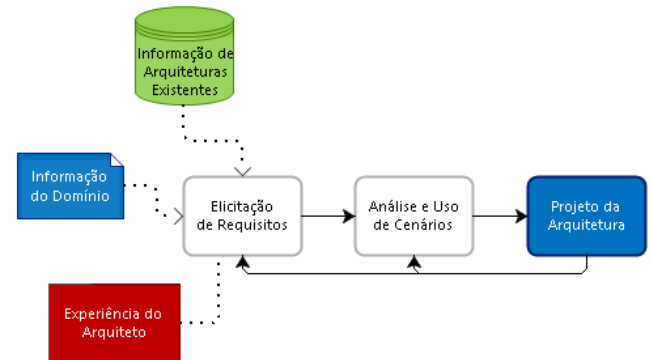 Informação de
Arquiteturas
Existentes
Informação
do Domínio
Elicitação
de Requisitos
Análise e Uso
de Cenários
Projeto da
Arquitetura
Experiência do
Arquiteto